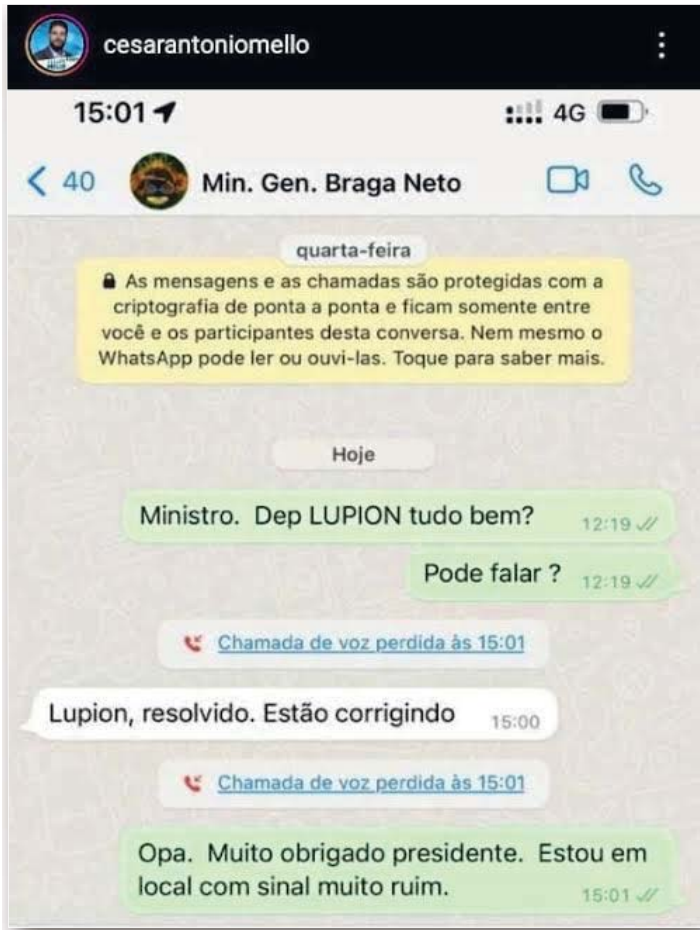 cesarantoniomello
15:01
4G
40
Min. Gen. Braga Neto
quarta-feira
As mensagens e as chamadas são protegidas com a
criptografia de ponta a ponta e ficam somente entre
você e os participantes desta conversa. Nem mesmo o
WhatsApp pode ler ou ouvi-las. Toque para saber mais.
Hoje
Ministro. Dep LUPION tudo bem? 12:19
Pode falar ? 12:19
Chamada de voz perdida às 15:01
Lupion, resolvido. Estão corrigindo 15:00
Chamada de voz perdida às 15:01
Opa. Muito obrigado presidente. Estou em
local com sinal muito ruim. 15:01